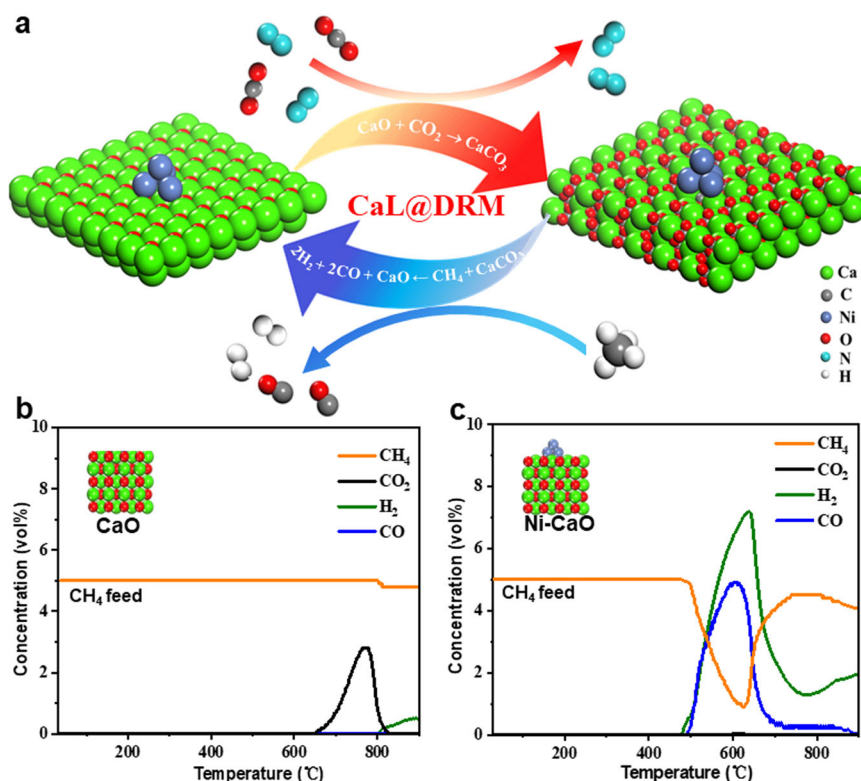 a
CaO + CO₂ → CaCO₃
CaL@DRM
2H₂ + 2CO + CaO ← CH₄ + CaCO₃
Ca
C
Ni
O
N
H
b
10
8
6
4
2
0
Concentration (vol%)
CaO
CH₄
CO₂
H₂
CO
CH₄ feed
200
400
600
800
Temperature (℃)
c
10
8
6
4
2
0
Concentration (vol%)
Ni-CaO
CH₄
CO₂
H₂
CO
CH₄ feed
200
400
600
800
Temperature (℃)